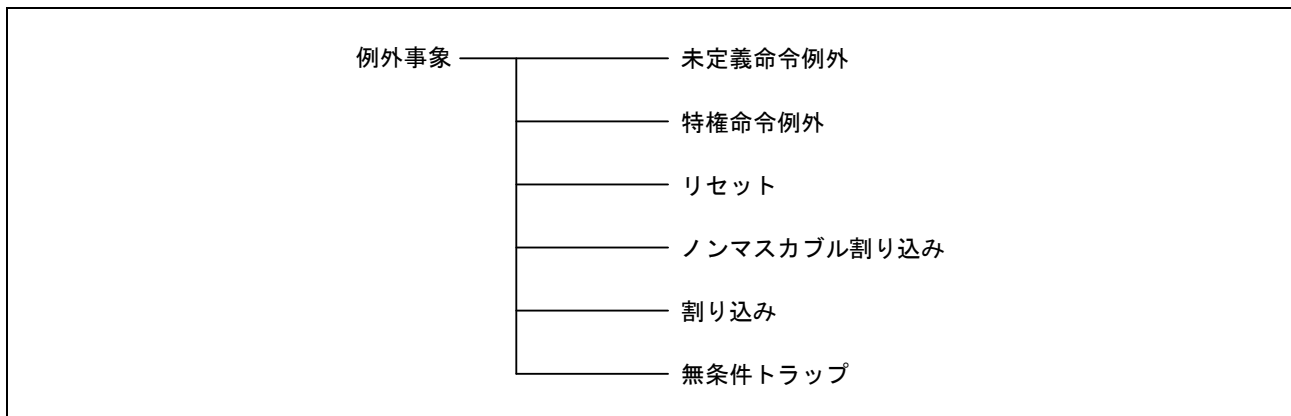 例外事象
未定義命令例外
特権命令例外
リセット
ノンマスカブル割り込み
割り込み
無条件トラップ